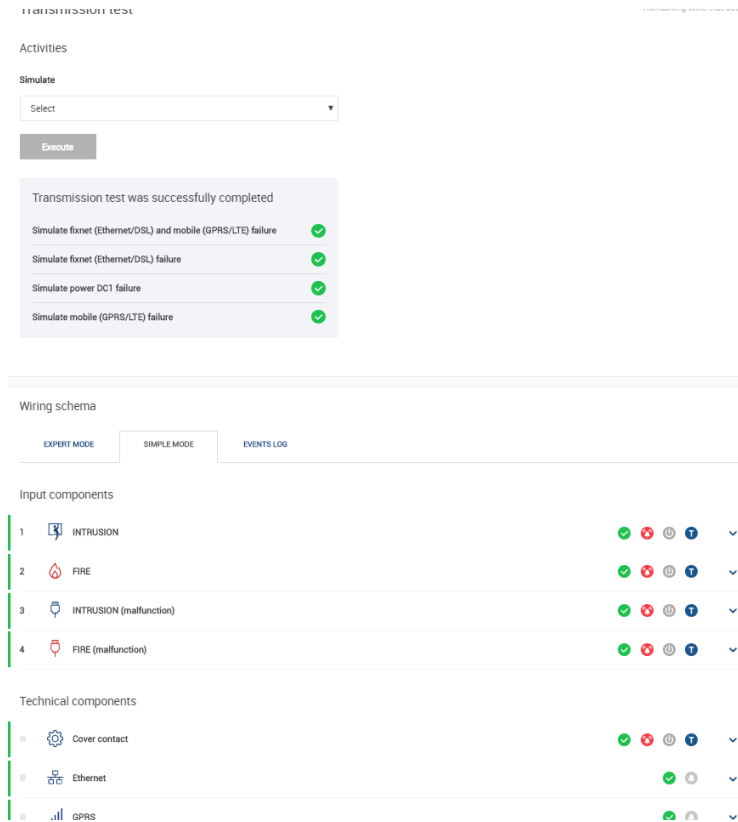 Transmission test
Activities
Simulate
Select
Execute
Transmission test was successfully completed
Simulate fixnet (Ethernet/DSL) and mobile (GPRS/LTE) failure
Simulate fixnet (Ethernet/DSL) failure
Simulate power DC1 failure
Simulate mobile (GPRS/LTE) failure
Wiring schema
EXPERT MODE SIMPLE MODE EVENTS LOG
Input components
1 INTRUSION T
2 FIRE T
3 INTRUSION (malfunction) T
4 FIRE (malfunction) T
Technical components
Cover contact T
Ethernet
GPRS